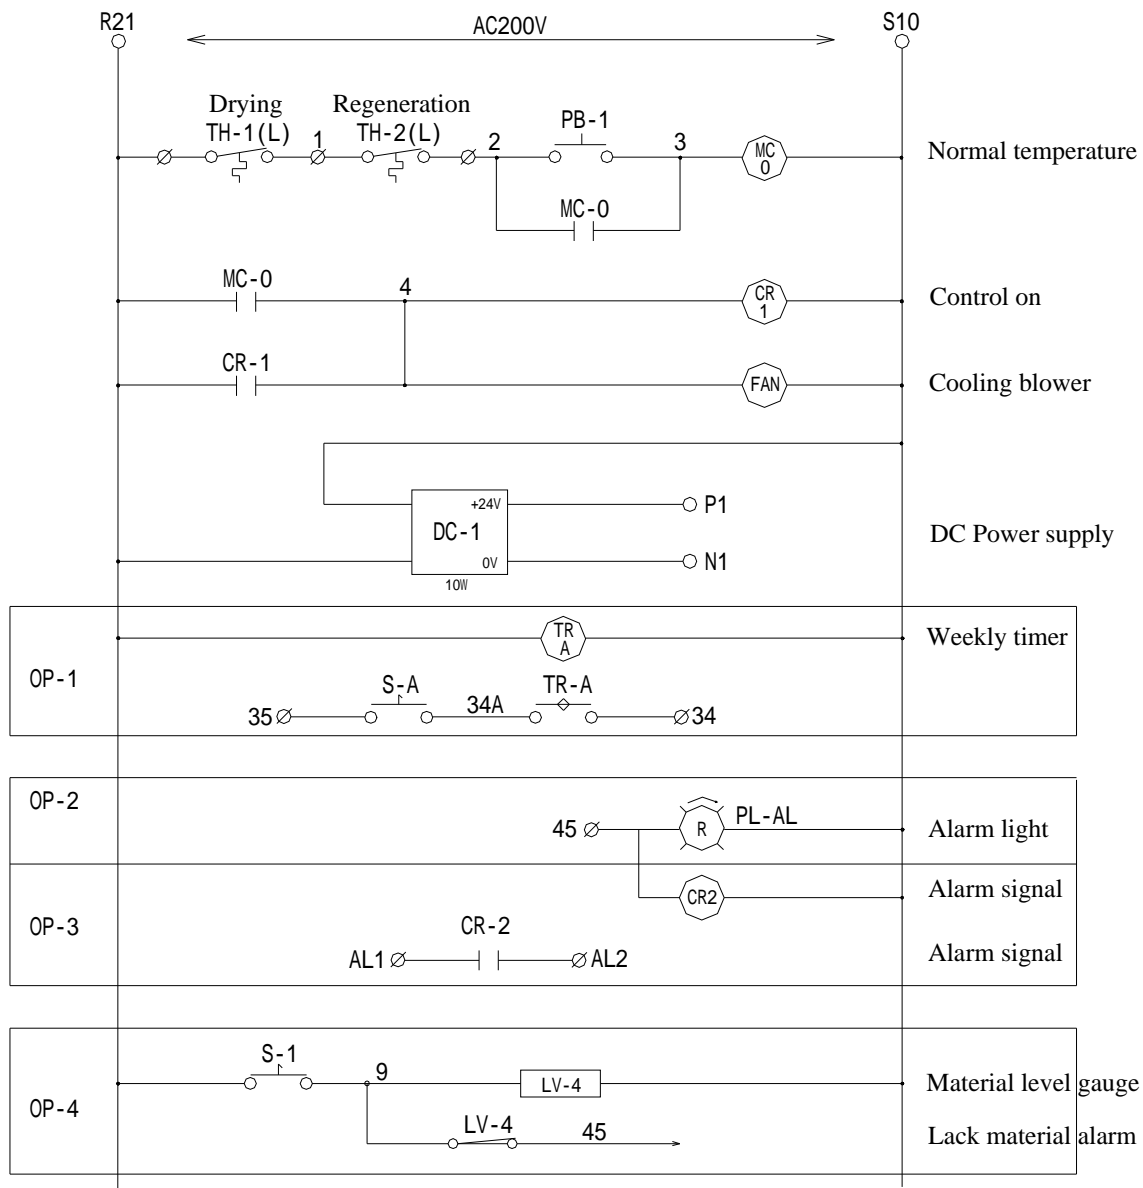 R21
AC200V
S10
Drying
Regeneration
TH-1(L)
1
TH-2(L)
2
PB-1
3
MC
0
Normal temperature
MC-0
MC-0
4
CR
1
Control on
CR-1
FAN
Cooling blower
+24V
P1
DC-1
0V
N1
10W
DC Power supply
OP-1
TR
A
Weekly timer
S-A
TR-A
35
34A
34
OP-2
45
R
PL-AL
Alarm light
OP-3
CR2
Alarm signal
CR-2
AL1
AL2
Alarm signal
OP-4
S-1
9
LV-4
Material level gauge
LV-4
45
Lack material alarm